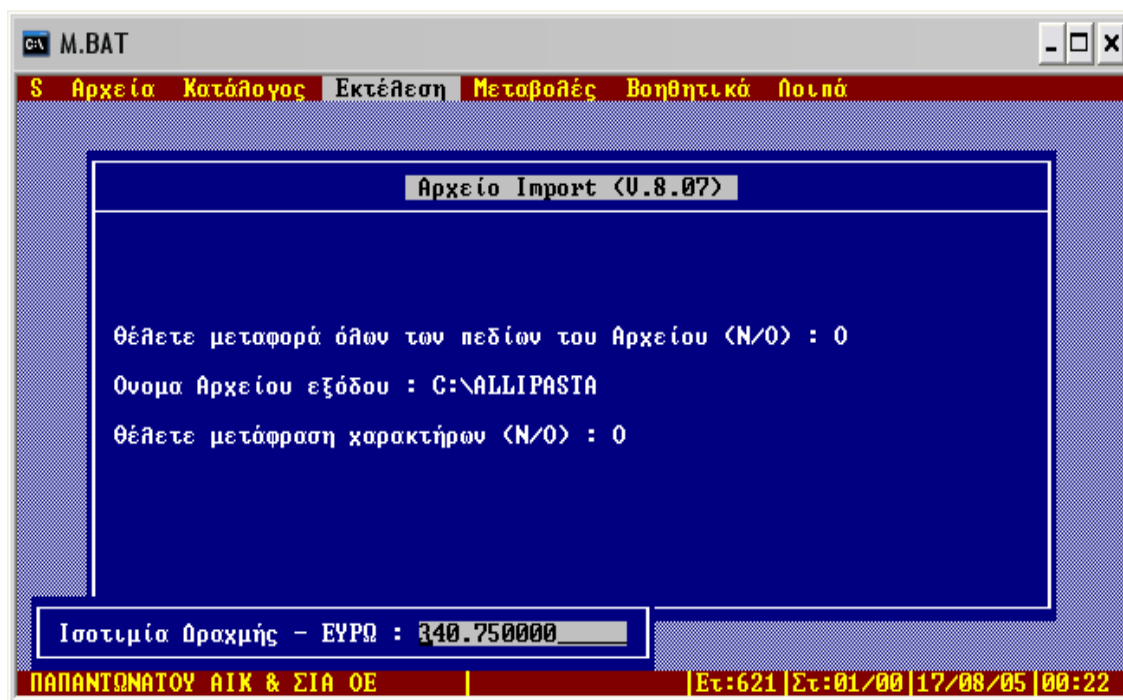 M.BAT
S Αρχεία Κατάλογος Εκτέλεση Μεταβολές Βοηθητικά Λοιπά
Αρχείο Import (V.8.07)
Θέλετε μεταφορά όλων των πεδίων του Αρχείου (Ν/Ο) : Ο
Ονομα Αρχείου εξόδου : C:\ALLIPASTA
Θέλετε μετάφραση χαρακτήρων (Ν/Ο) : Ο
Ισοτιμία Δραχμής - ΕΥΡΩ : 340.750000
ΠΑΠΑΝΤΩΝΑΤΟΥ ΑΙΚ & ΣΙΑ ΟΕ Ετ:621 Στ:01/00 17/08/05 00:22